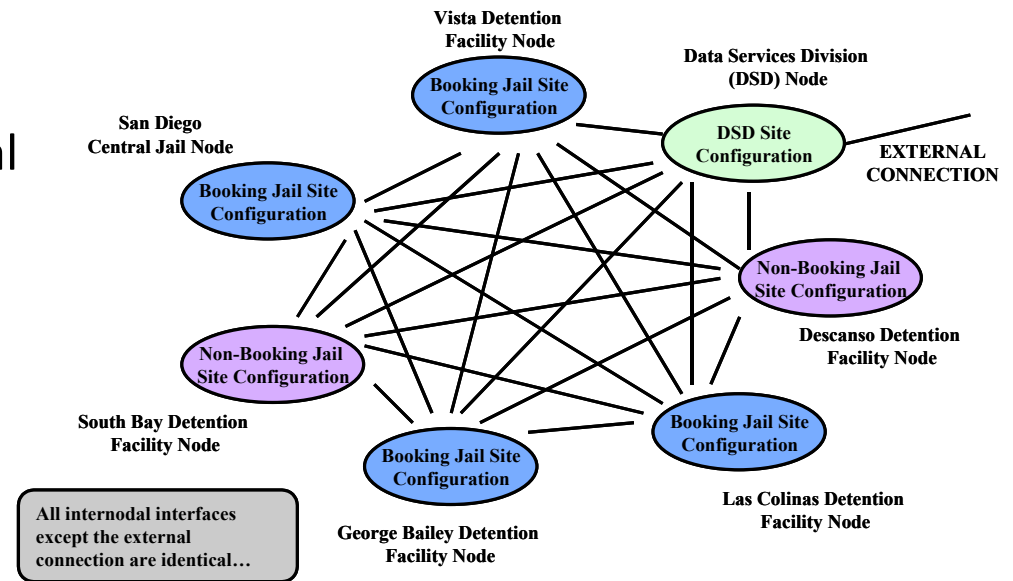 Vista Detention
Facility Node
Booking Jail Site
Configuration
Data Services Division
(DSD) Node
DSD Site
Configuration
EXTERNAL
CONNECTION
San Diego
Central Jail Node
Booking Jail Site
Configuration
Non-Booking Jail
Site Configuration
Descanso Detention
Facility Node
Non-Booking Jail
Site Configuration
South Bay Detention
Facility Node
Booking Jail Site
Configuration
George Bailey Detention
Facility Node
Booking Jail Site
Configuration
Las Colinas Detention
Facility Node
All internodal interfaces
except the external
connection are identical…